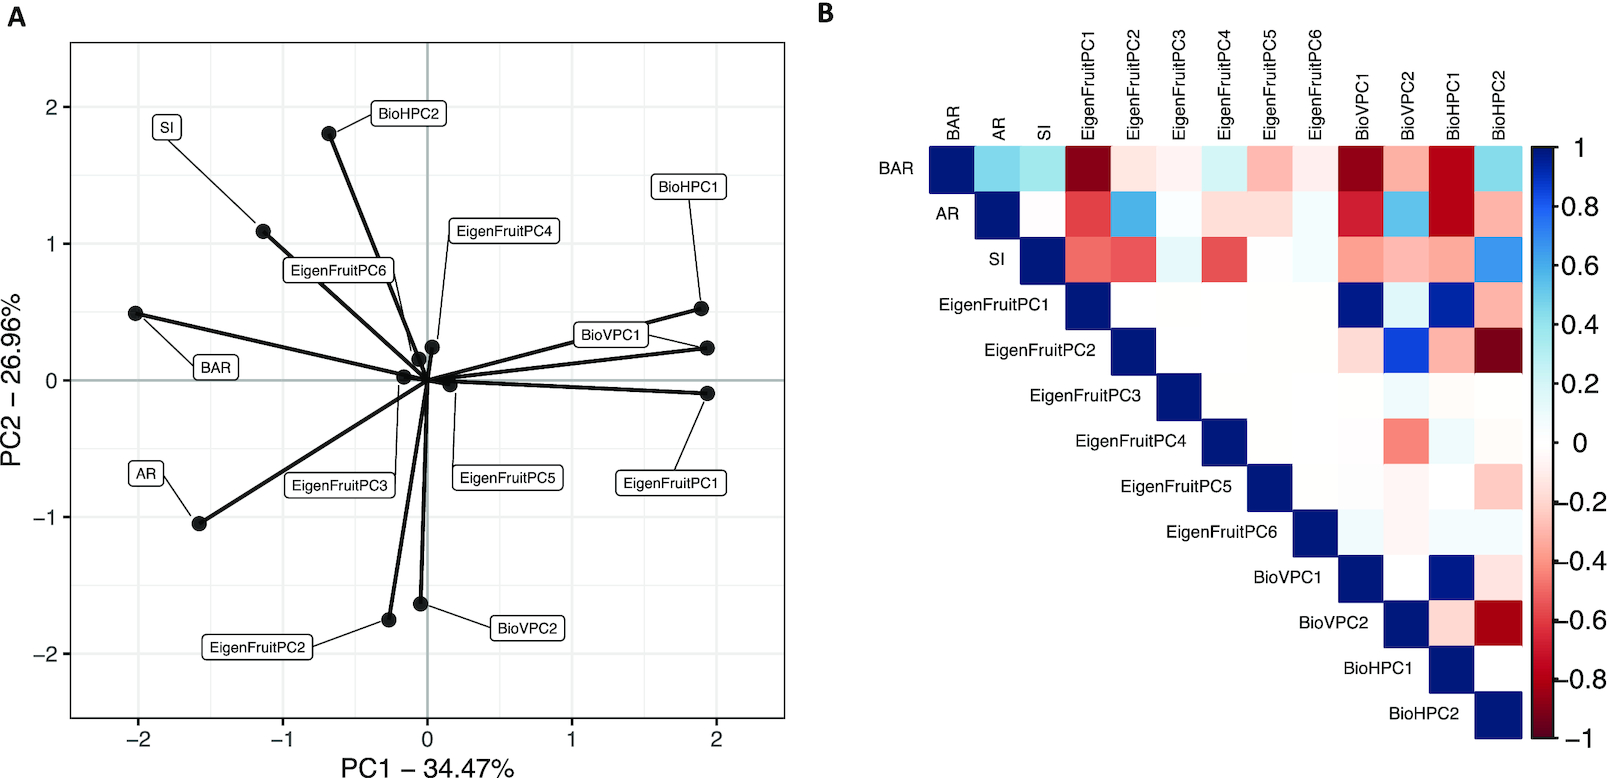 A
PC2 – 26.96%
2
1
0
−1
−2
−2
−1
0
1
2
PC1 – 34.47%
BioHPC2
SI
BioHPC1
EigenFruitPC4
EigenFruitPC6
BioVPC1
BAR
AR
EigenFruitPC3
EigenFruitPC5
EigenFruitPC1
EigenFruitPC2
BioVPC2
B
BAR
AR
SI
EigenFruitPC1
EigenFruitPC2
EigenFruitPC3
EigenFruitPC4
EigenFruitPC5
EigenFruitPC6
BioVPC1
BioVPC2
BioHPC1
BioHPC2
BAR
AR
SI
EigenFruitPC1
EigenFruitPC2
EigenFruitPC3
EigenFruitPC4
EigenFruitPC5
EigenFruitPC6
BioVPC1
BioVPC2
BioHPC1
BioHPC2
1
0.8
0.6
0.4
0.2
0
−0.2
−0.4
−0.6
−0.8
−1